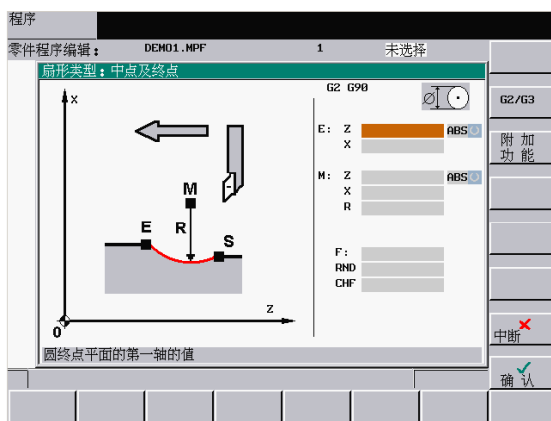 程序
零件程序编辑： DEMO1.MPF 1 未选择
扇形类型：中点及终点
G2 G90
G2/G3
X
E: Z ABS
X
附 加
功 能
M: Z ABS
X
R
M
E R S
F:
RND
CHF
Z
0
中断
圆终点平面的第一轴的值
确 认